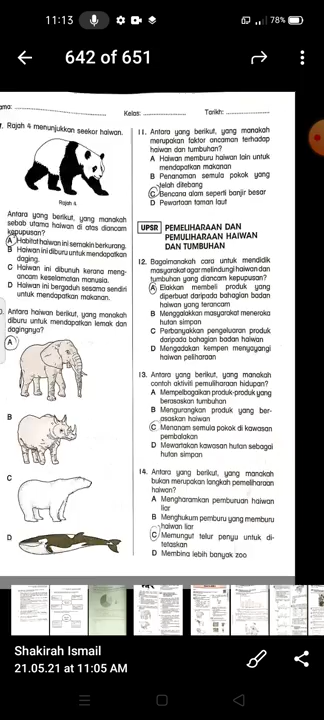 11:13
78%
642 of 651
Kelas:
Tarikh:
Rajah 4 menunjukkan seekor haiwan.
Rajah 4
Antara yang berikut, yang manakah
sebab utama haiwan di atas diancam
kepupusan?
A Habitat haiwan ini semakin berkurang.
B Haiwan ini diburu untuk mendapatkan
daging.
C Haiwan ini dibunuh kerana meng-
ancam keselamatan manusia.
D Haiwan ini bergaduh sesama sendiri
untuk mendapatkan makanan.
Antara haiwan berikut, yang manakah
diburu untuk mendapatkan lemak dan
dagingnya?
A
B
C
D
11. Antara yang berikut, yang manakah
merupakan faktor ancaman terhadap
haiwan dan tumbuhan?
A Haiwan memburu haiwan lain untuk
mendapatkan makanan
B Penanaman semula pokok yang
telah ditebang
C Bencana alam seperti banjir besar
D Pewartaan taman laut
UPSR PEMELIHARAAN DAN
PEMULIHARAAN HAIWAN
DAN TUMBUHAN
12. Bagaimanakah cara untuk mendidik
masyarakat agar melindungi haiwan dan
tumbuhan yang diancam kepupusan?
A Elakkan membeli produk yang
diperbuat daripada bahagian badan
haiwan yang terancam
B Menggalakkan masyarakat meneroka
hutan simpan
C Perbanyakkan pengeluaran produk
daripada bahagian badan haiwan
D Mengadakan kempen menyayangi
haiwan peliharaan
13. Antara yang berikut, yang manakah
contoh aktiviti pemuliharaan hidupan?
A Mempelbagaikan produk-produk yang
berasaskan tumbuhan
B Mengurangkan produk yang ber-
asaskan haiwan
C Menanam semula pokok di kawasan
pembalakan
D Mewartakan kawasan hutan sebagai
hutan simpan
14. Antara yang berikut, yang manakah
bukan merupakan langkah pemeliharaan
haiwan?
A Mengharamkan pemburuan haiwan
liar
B Menghukum pemburu yang memburu
haiwan liar
C Memungut telur penyu untuk di-
tetaskan
D Membina lebih banyak zoo
Shakirah Ismail
21.05.21 at 11:05 AM